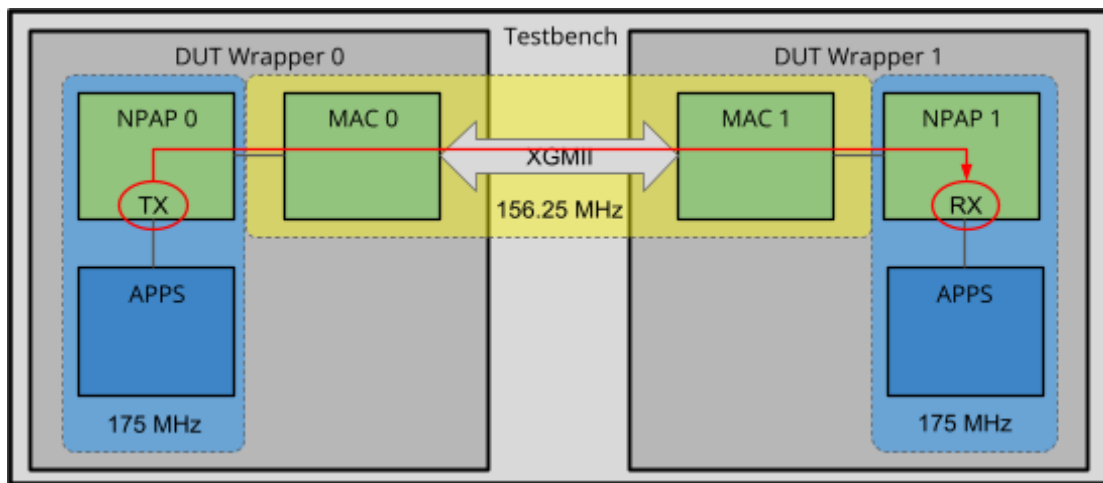 Testbench
DUT Wrapper 0
DUT Wrapper 1
NPAP 0
MAC 0
MAC 1
NPAP 1
XGMII
TX
156.25 MHz
RX
APPS
APPS
175 MHz
175 MHz